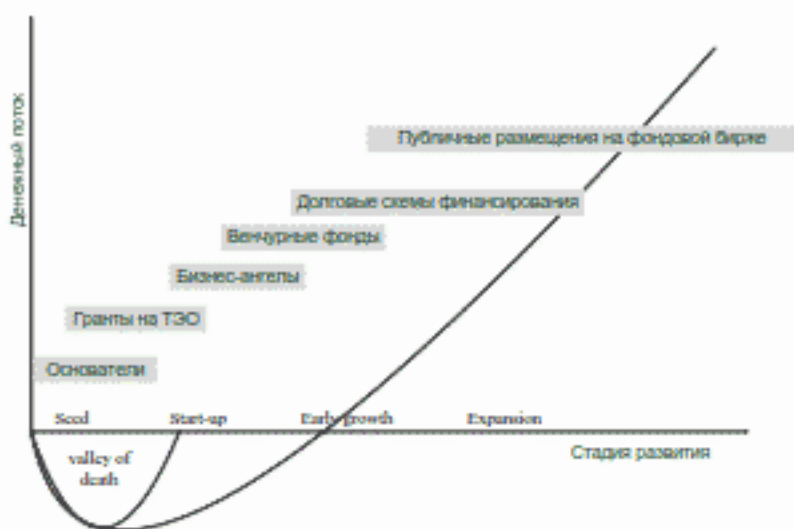 Денежный поток
Публичные размещения на фондовой бирже
Долговые схемы финансирования
Венчурные фонды
Бизнес-ангелы
Гранты на ТЭО
Основатели
Seed Start-up Early growth Expansion
valley of
death
Стадия развития